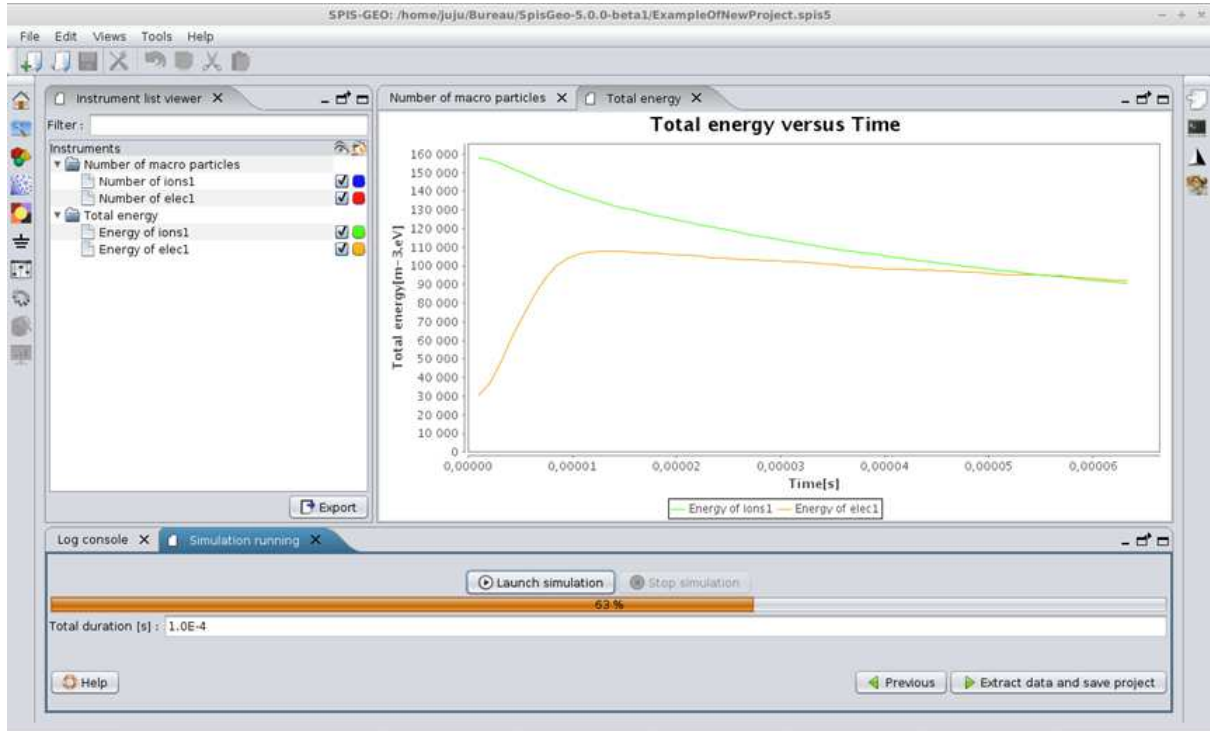 SPIS-GEO: /home/juju/Bureau/SpisGeo-5.0.0-beta1/ExampleOfNewProject.spis5
File Edit Views Tools Help
Instrument list viewer
Filter :
Instruments
Number of macro particles
Number of ions1
Number of elec1
Total energy
Energy of ions1
Energy of elec1
Export
Number of macro particles Total energy
Total energy versus Time
Total energy[m-3.eV]
160 000
150 000
140 000
130 000
120 000
110 000
100 000
90 000
80 000
70 000
60 000
50 000
40 000
30 000
20 000
10 000
0
0,00000 0,00001 0,00002 0,00003 0,00004 0,00005 0,00006
Time[s]
Energy of ions1 Energy of elec1
Log console Simulation running
Launch simulation Stop simulation
63 %
Total duration [s] : 1.0E-4
Help Previous Extract data and save project